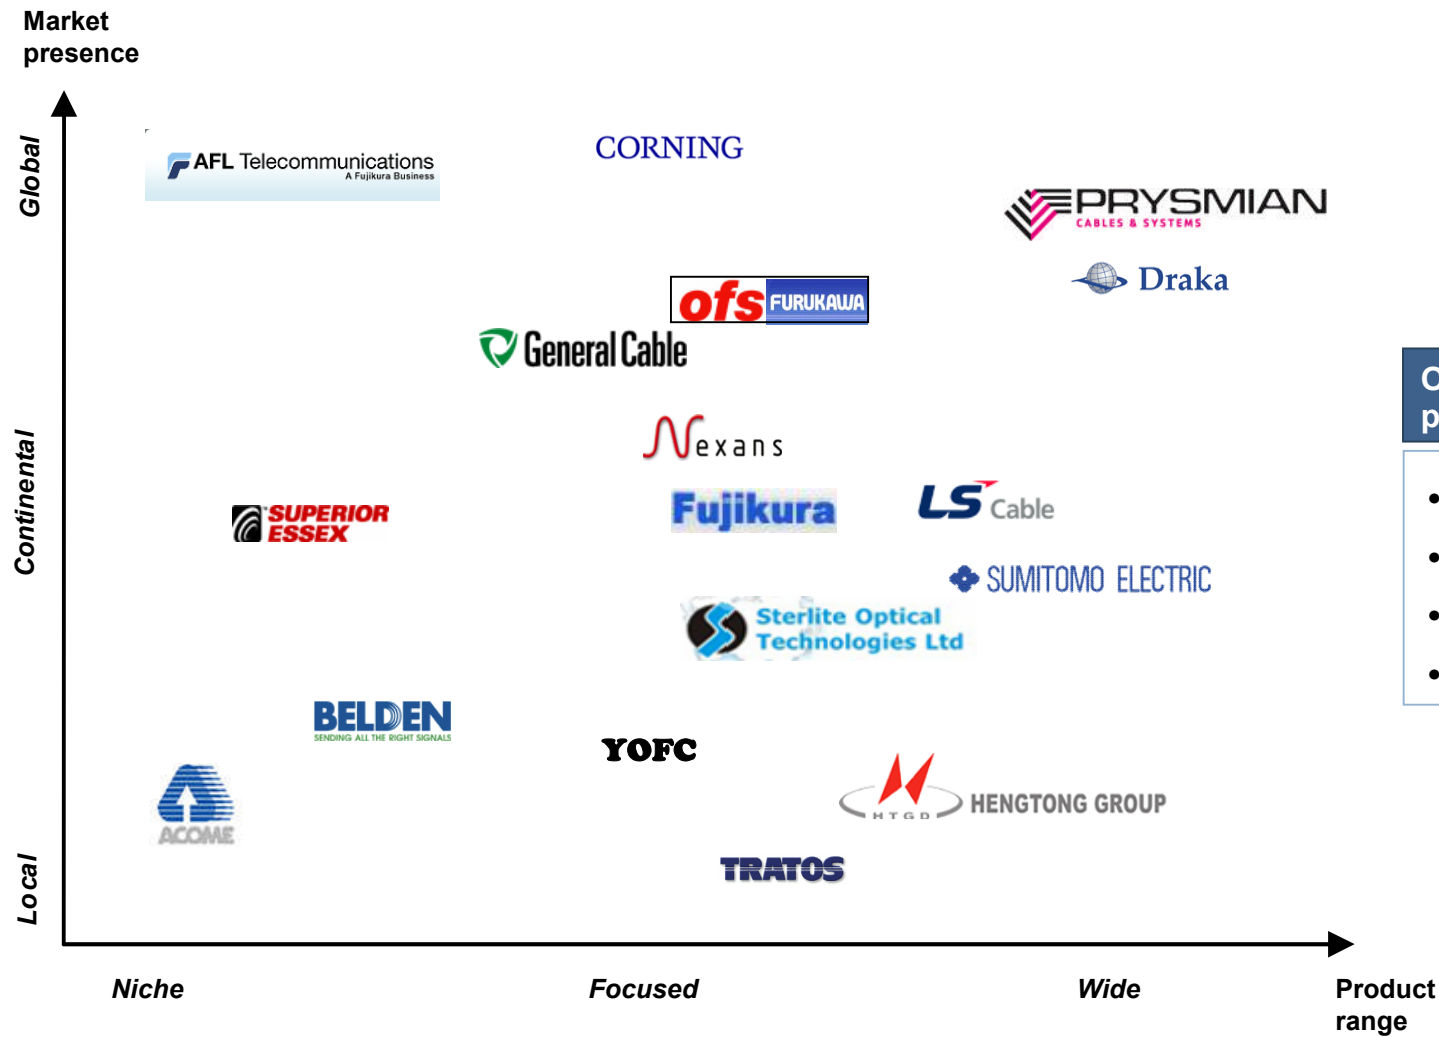 Market
presence
Global
AFL Telecommunications
A Fujikura Business
CORNING
PRYSMIAN
CABLES & SYSTEMS
Draka
ofs FURUKAWA
General Cable
Continental
Nexans
SUPERIOR
ESSEX
Fujikura
LS Cable
SUMITOMO ELECTRIC
Sterlite Optical
Technologies Ltd
BELDEN
SENDING ALL THE RIGHT SIGNALS
YOFC
ACOME
HTGD HENGTONG GROUP
TRATOS
Local
Niche
Focused
Wide
Product
range